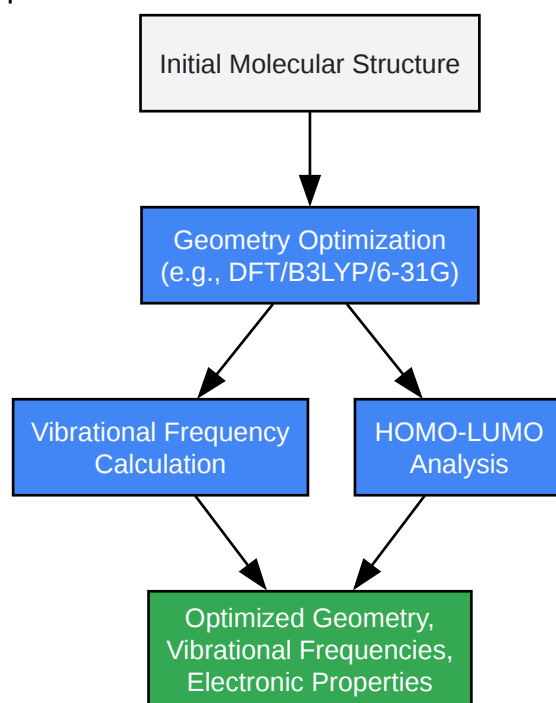 Initial Molecular Structure
Geometry Optimization
(e.g., DFT/B3LYP/6-31G)
Vibrational Frequency
Calculation
HOMO-LUMO
Analysis
Optimized Geometry,
Vibrational Frequencies,
Electronic Properties